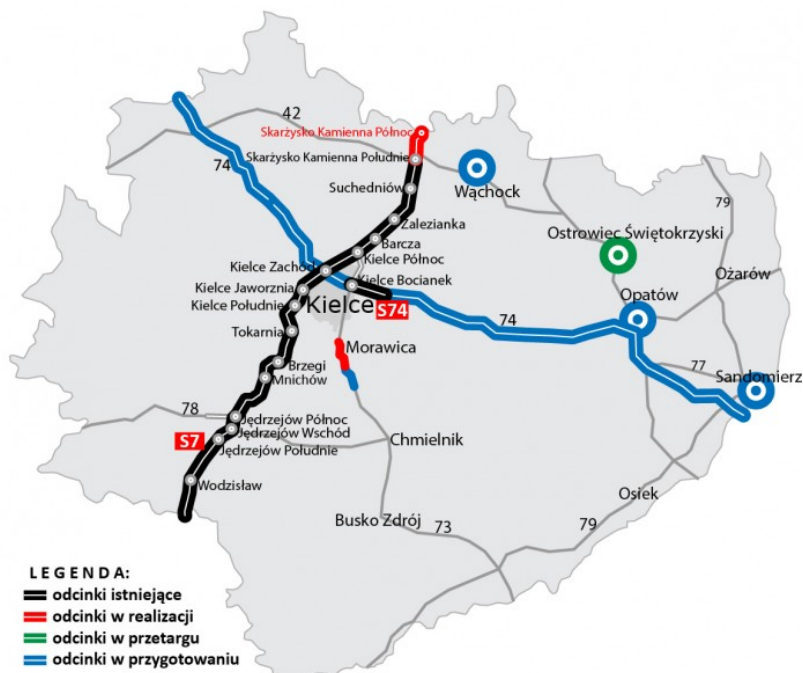 42
Skarżysko Kamienna Północ
Skarżysko Kamienna Południe
74
Suchedniów
Wąchock
79
Zalezianka
Ostrowiec Świętokrzyski
Barcza
Kielce Północ
Kielce Zachód
Ożarów
Kielce Bocianek
Kielce Jaworznia
Opatów
Kielce Południe
Kielce
S74
74
Tokarnia
Morawica
Brzegi
77
Mnichów
Sandomierz
78
Jędrzejów Północ
Jędrzejów Wschód
S7
Jędrzejów Południe
Chmielnik
Wodzisław
Osiek
Busko Zdrój
73
79
LEGENDA:
odcinki istniejące
odcinki w realizacji
odcinki w przetargu
odcinki w przygotowaniu